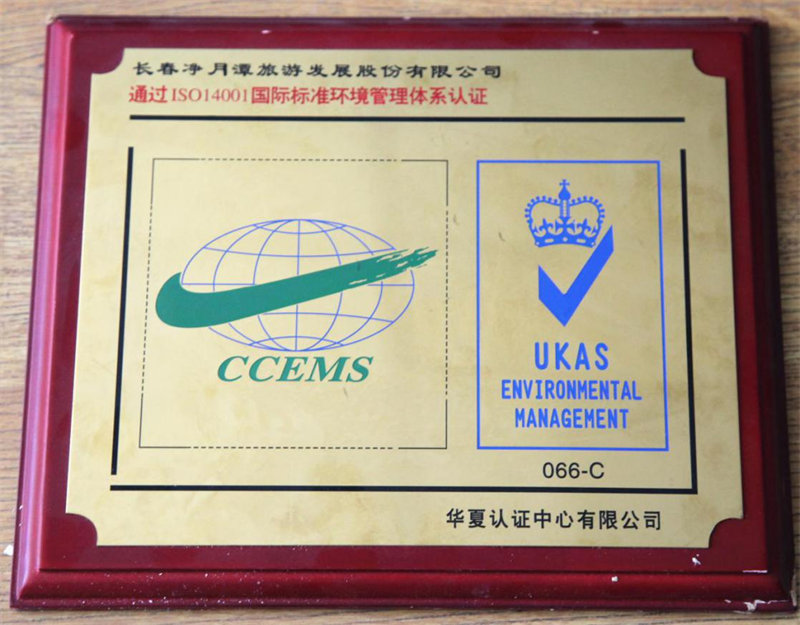 长春净月潭旅游发展股份有限公司
通过ISO14001国际标准环境管理体系认证
CCEMS
UKAS
ENVIRONMENTAL
MANAGEMENT
066-C
华夏认证中心有限公司